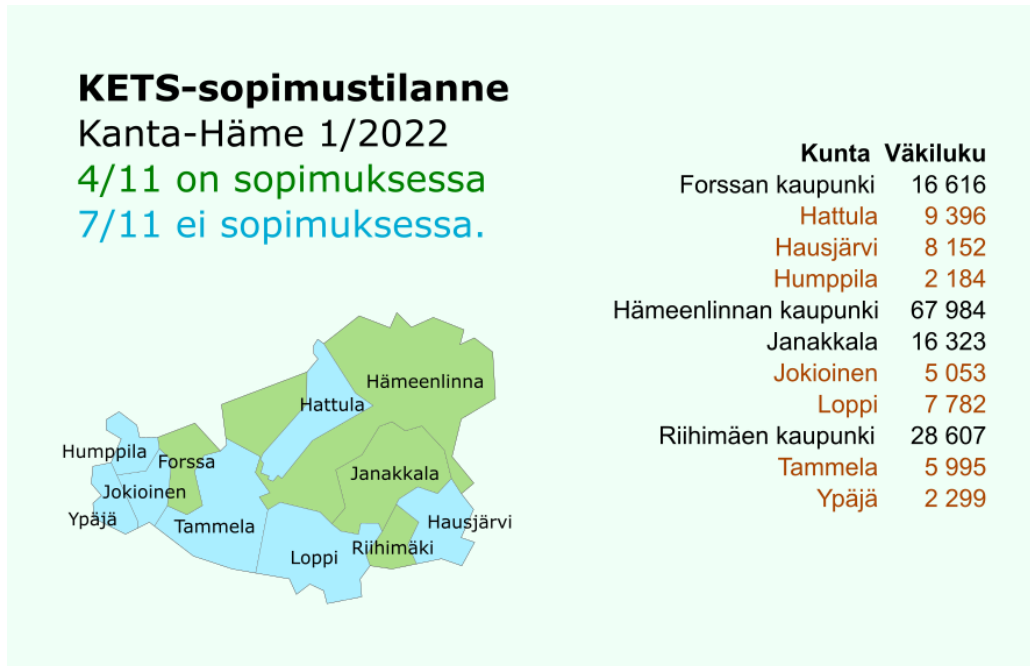 KETS-sopimustilanne
Kanta-Häme 1/2022
4/11 on sopimuksessa
7/11 ei sopimuksessa.
Kunta Väkiluku
Forssan kaupunki 16 616
Hattula 9 396
Hausjärvi 8 152
Humppila 2 184
Hämeenlinnan kaupunki 67 984
Janakkala 16 323
Jokioinen 5 053
Loppi 7 782
Riihimäen kaupunki 28 607
Tammela 5 995
Ypäjä 2 299
Hämeenlinna
Hattula
Humppila
Forssa
Janakkala
Jokioinen
Ypäjä
Tammela
Hausjärvi
Loppi
Riihimäki